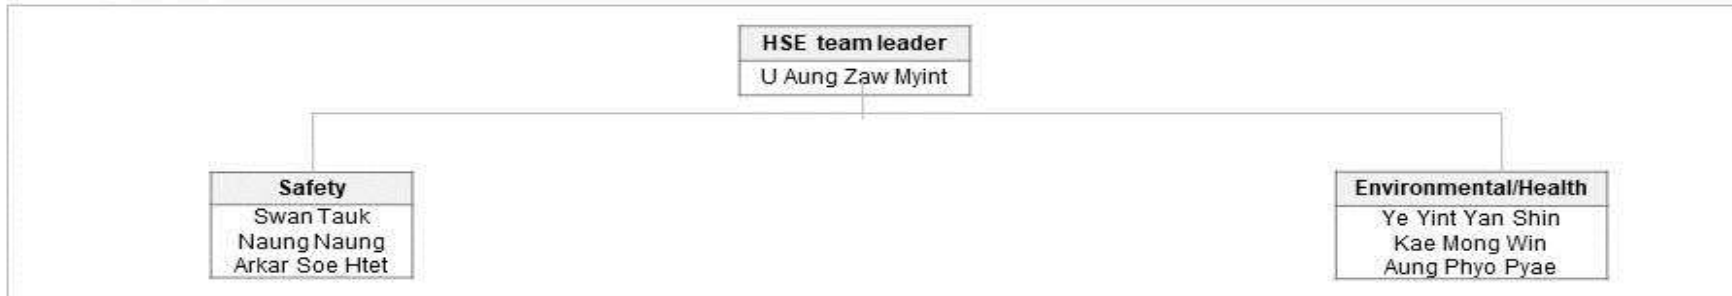 HSE team leader
U Aung Zaw Myint
Safety
Swan Tauk
Naung Naung
Arkar Soe Htet
Environmental/Health
Ye Yint Yan Shin
Kae Mong Win
Aung Phyo Pyae